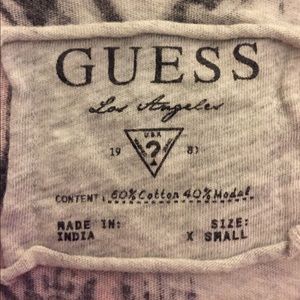 GUESS
Los Angeles
U.S.A.
?
19 81
CONTENT: 60% Cotton 40% Modal
MADE IN: SIZE:
INDIA X SMALL